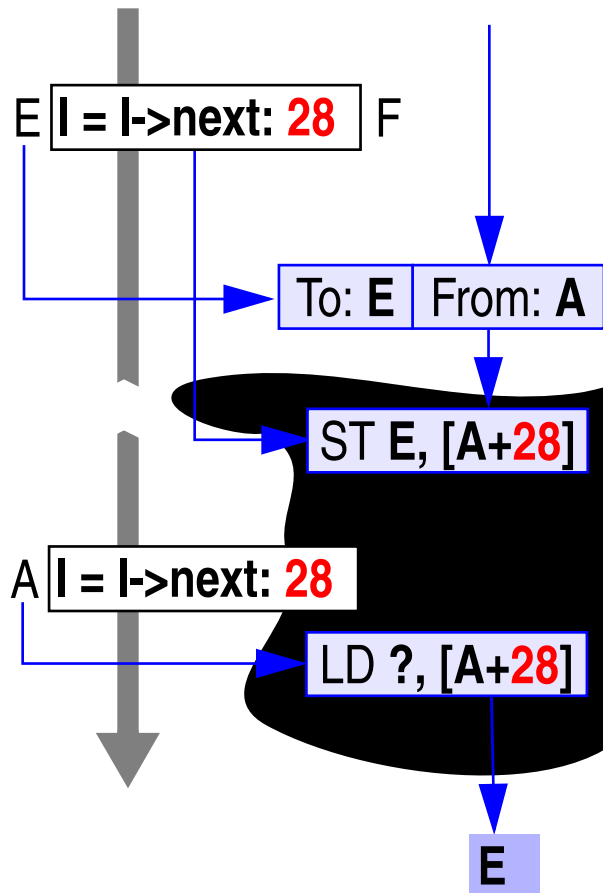 E I = I->next: 28 F
To: E From: A
ST E, [A+28]
A I = I->next: 28
LD ?, [A+28]
E